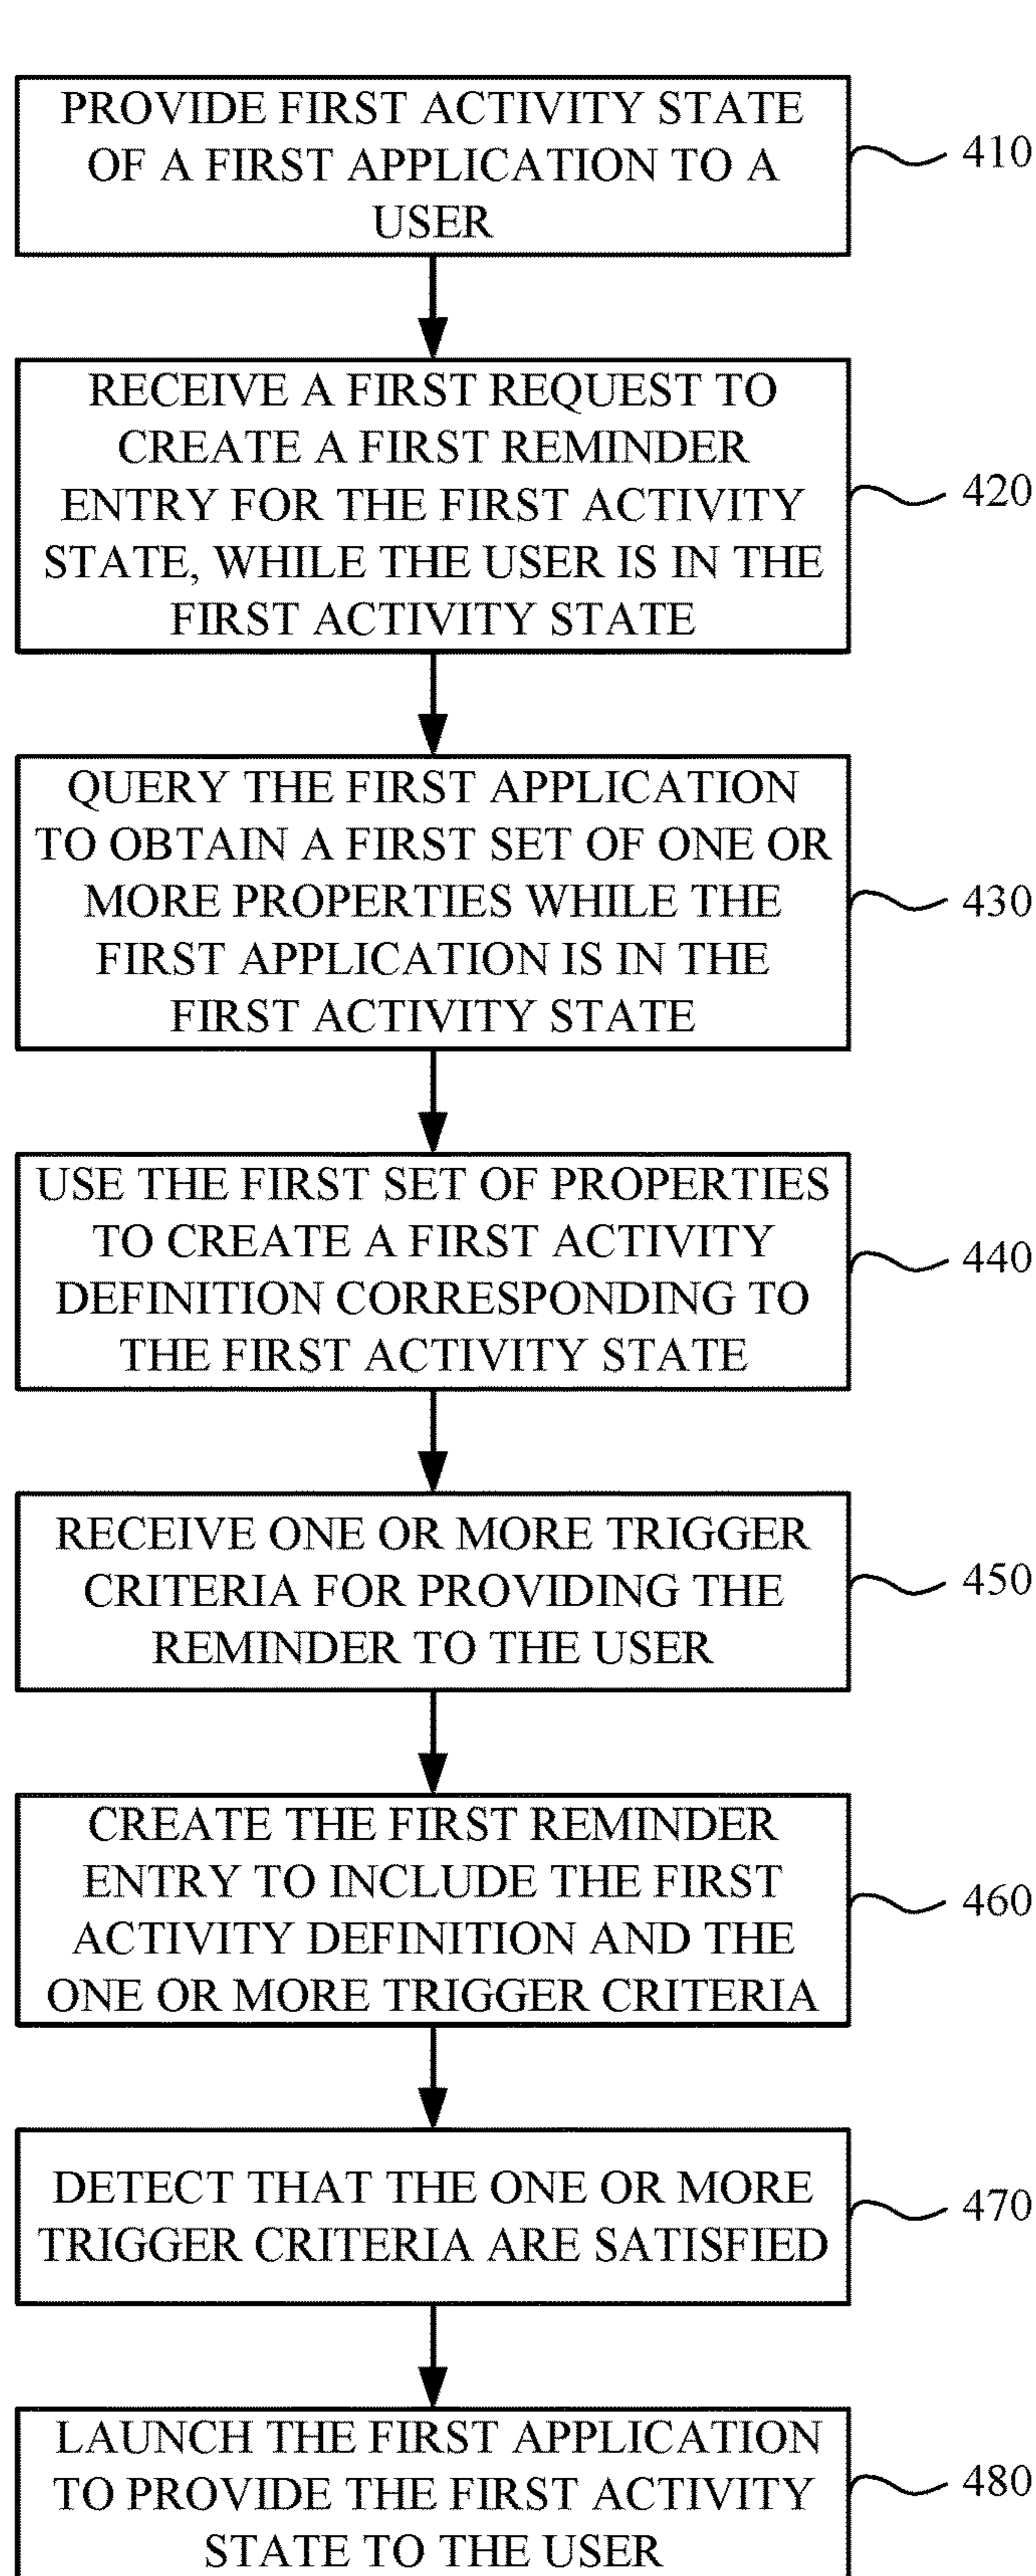 PROVIDE FIRST ACTIVITY STATE
OF A FIRST APPLICATION TO A
USER
410
RECEIVE A FIRST REQUEST TO
CREATE A FIRST REMINDER
ENTRY FOR THE FIRST ACTIVITY
STATE, WHILE THE USER IS IN THE
FIRST ACTIVITY STATE
420
QUERY THE FIRST APPLICATION
TO OBTAIN A FIRST SET OF ONE OR
MORE PROPERTIES WHILE THE
FIRST APPLICATION IS IN THE
FIRST ACTIVITY STATE
430
USE THE FIRST SET OF PROPERTIES
TO CREATE A FIRST ACTIVITY
DEFINITION CORRESPONDING TO
THE FIRST ACTIVITY STATE
440
RECEIVE ONE OR MORE TRIGGER
CRITERIA FOR PROVIDING THE
REMINDER TO THE USER
450
CREATE THE FIRST REMINDER
ENTRY TO INCLUDE THE FIRST
ACTIVITY DEFINITION AND THE
ONE OR MORE TRIGGER CRITERIA
460
DETECT THAT THE ONE OR MORE
TRIGGER CRITERIA ARE SATISFIED
470
LAUNCH THE FIRST APPLICATION
TO PROVIDE THE FIRST ACTIVITY
STATE TO THE USER
480